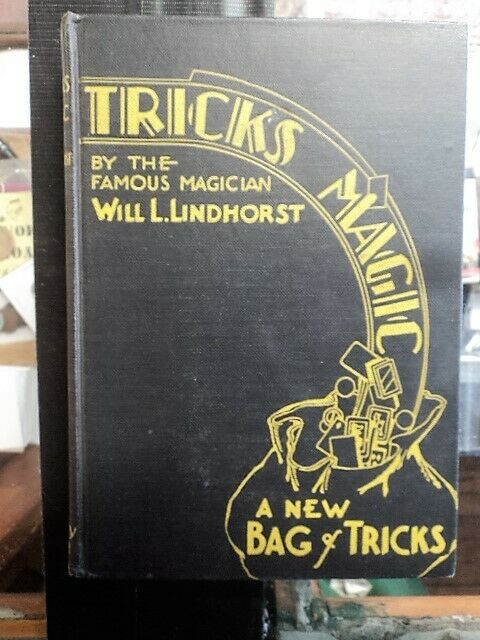 TRICKS
MAGIC
BY THE
FAMOUS MAGICIAN
WILL L. LINDHORST
A NEW
BAG of TRICKS